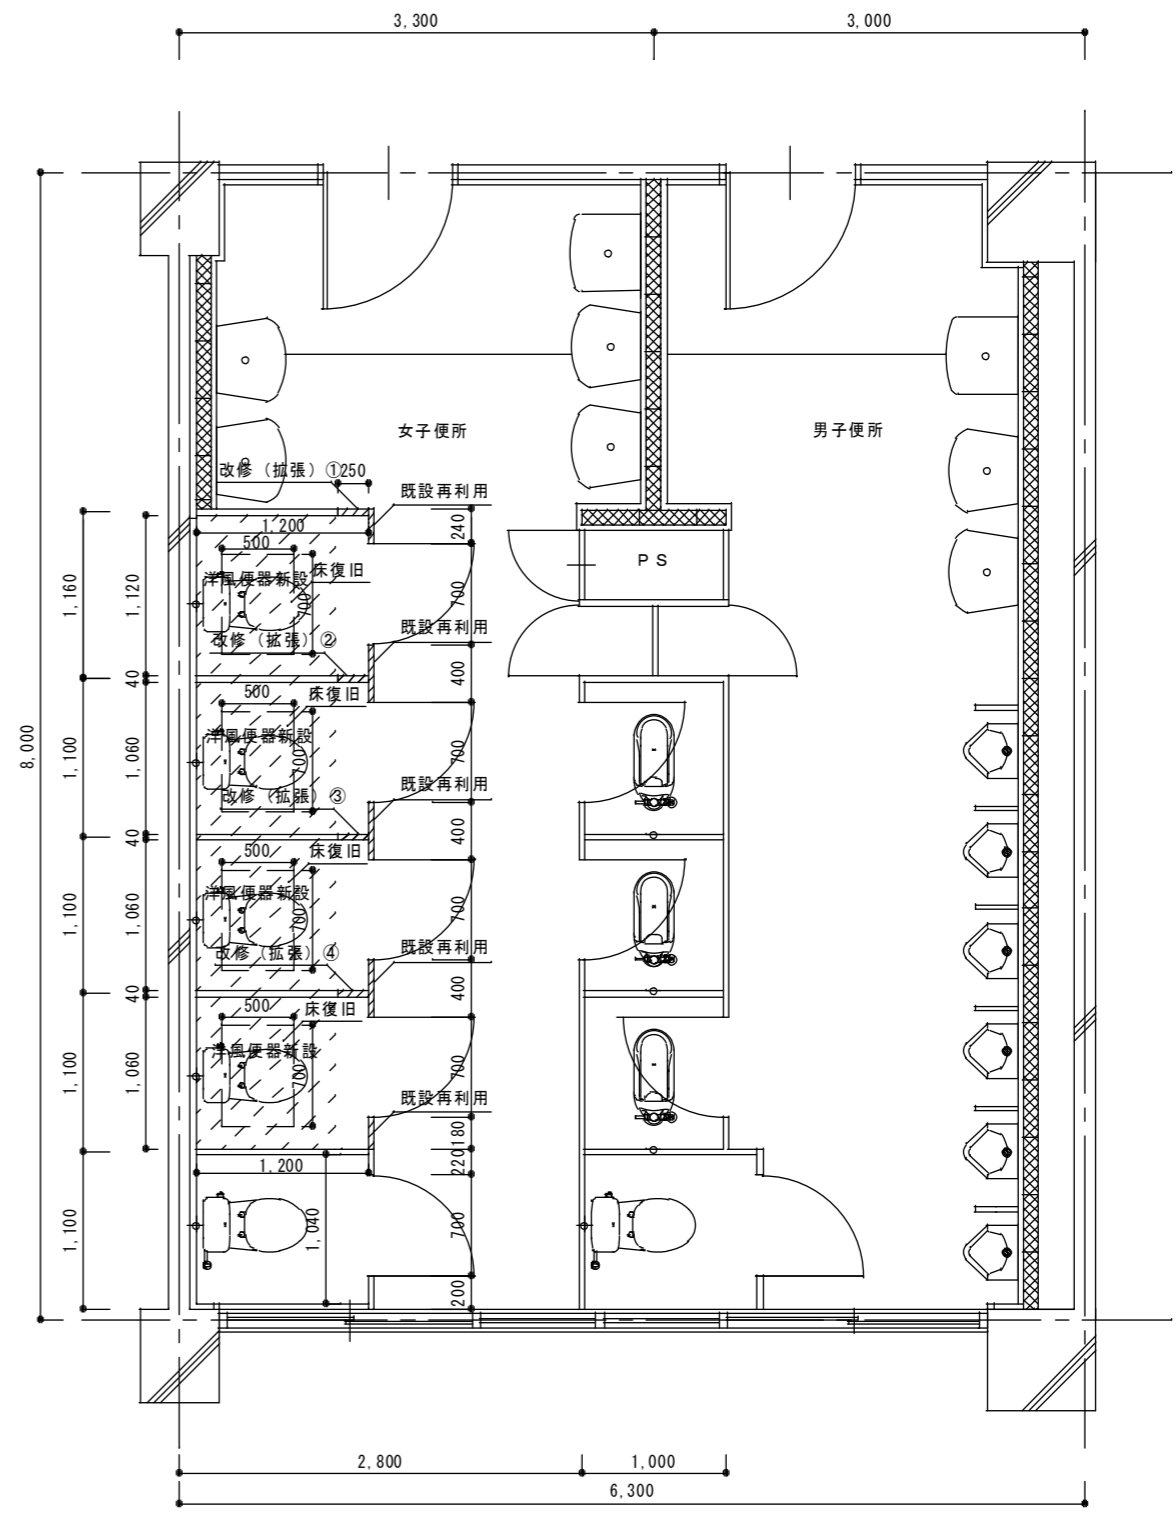 3,300
3,000
8,000
女子便所
男子便所
改修（拡張）①
250
既設再利用
1,200
240
500
床復旧
PS
洋風便器新設
700
700
1,160
1,120
既設再利用
改修（拡張）②
400
40
500
床復旧
洋風便器新設
700
700
1,100
1,060
既設再利用
改修（拡張）③
400
40
500
床復旧
洋風便器新設
700
700
1,100
1,060
既設再利用
改修（拡張）④
400
40
500
床復旧
洋風便器新設
700
700
1,100
1,060
既設再利用
180
220
1,200
1,040
700
1,100
200
2,800
1,000
6,300